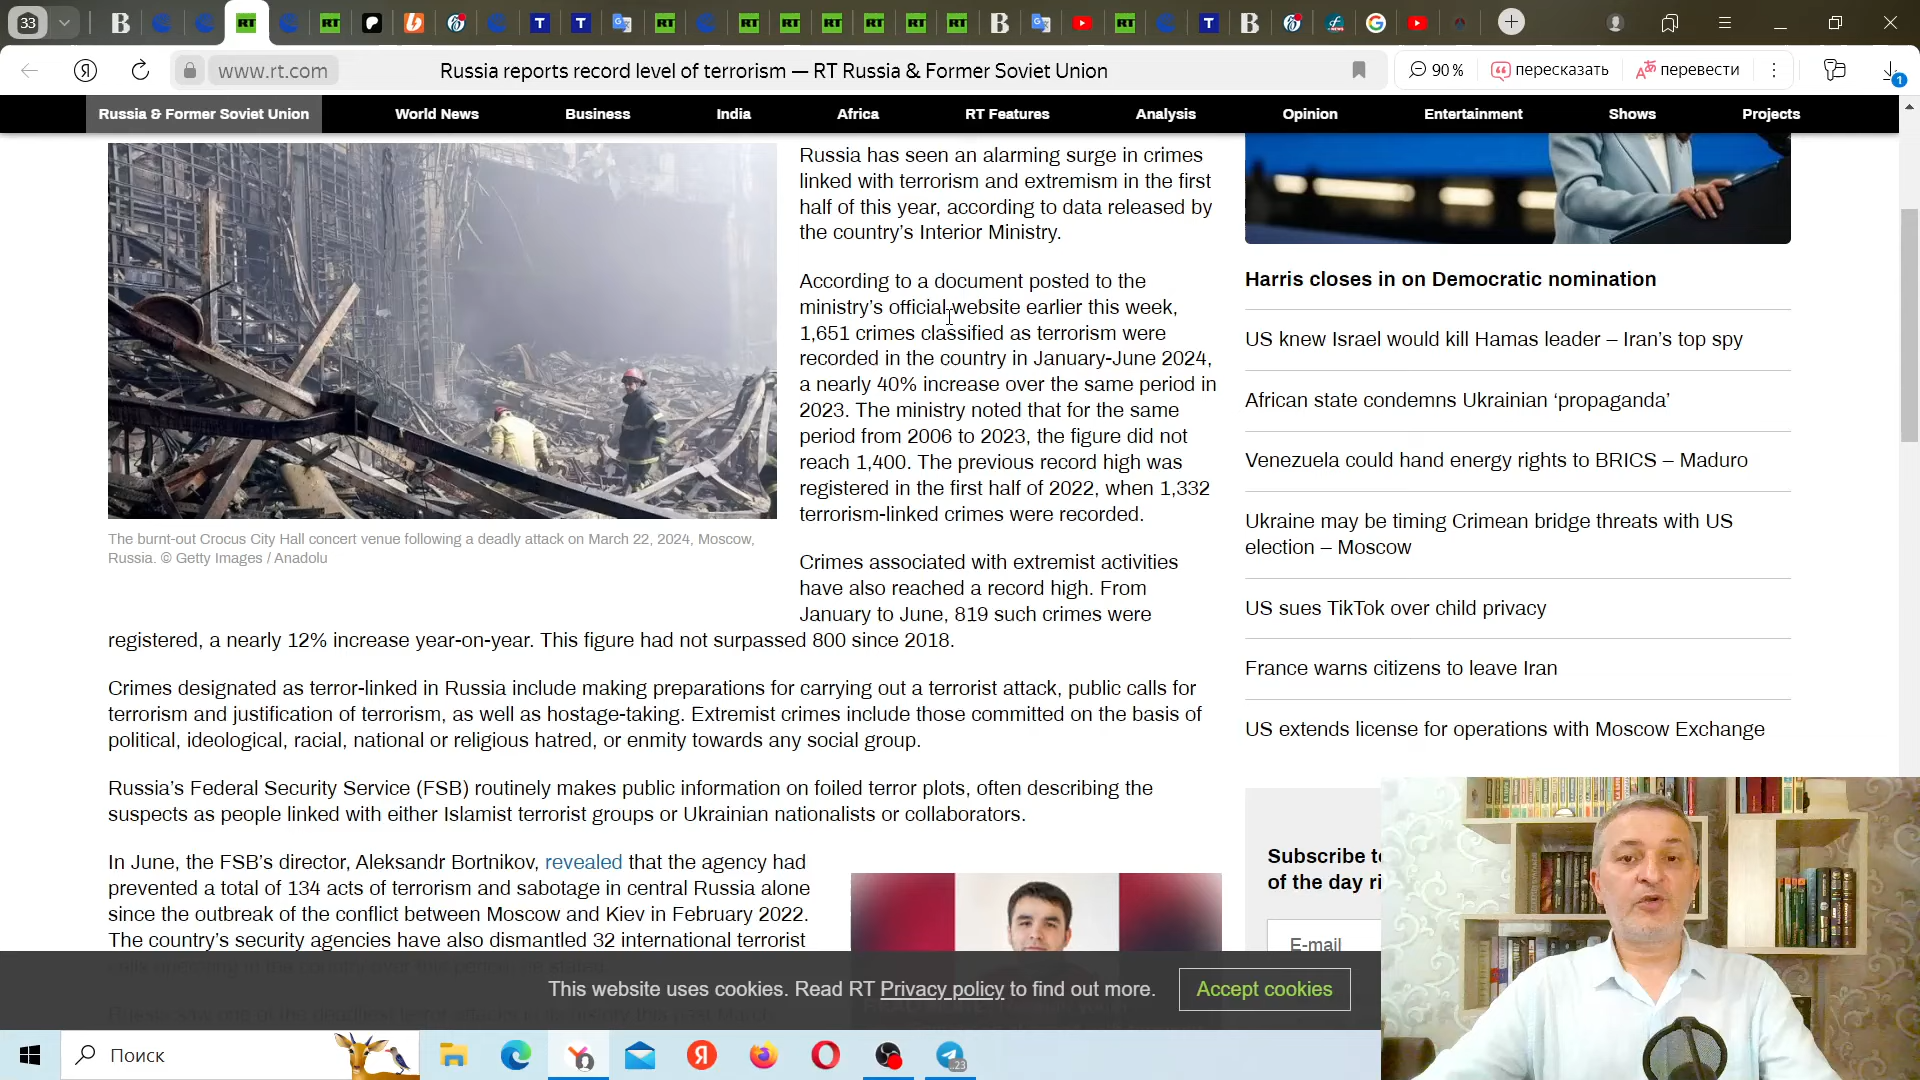 33
www.rt.com
Russia reports record level of terrorism — RT Russia & Former Soviet Union
90 %
пересказать
перевести
1
Russia & Former Soviet Union
World News
Business
India
Africa
RT Features
Analysis
Opinion
Entertainment
Shows
Projects
The burnt-out Crocus City Hall concert venue following a deadly attack on March 22, 2024, Moscow,
Russia. © Getty Images / Anadolu
Russia has seen an alarming surge in crimes
linked with terrorism and extremism in the first
half of this year, according to data released by
the country’s Interior Ministry.
According to a document posted to the
ministry’s official website earlier this week,
1,651 crimes classified as terrorism were
recorded in the country in January-June 2024,
a nearly 40% increase over the same period in
2023. The ministry noted that for the same
period from 2006 to 2023, the figure did not
reach 1,400. The previous record high was
registered in the first half of 2022, when 1,332
terrorism-linked crimes were recorded.
Crimes associated with extremist activities
have also reached a record high. From
January to June, 819 such crimes were
registered, a nearly 12% increase year-on-year. This figure had not surpassed 800 since 2018.
Crimes designated as terror-linked in Russia include making preparations for carrying out a terrorist attack, public calls for
terrorism and justification of terrorism, as well as hostage-taking. Extremist crimes include those committed on the basis of
political, ideological, racial, national or religious hatred, or enmity towards any social group.
Russia’s Federal Security Service (FSB) routinely makes public information on foiled terror plots, often describing the
suspects as people linked with either Islamist terrorist groups or Ukrainian nationalists or collaborators.
In June, the FSB’s director, Aleksandr Bortnikov, revealed that the agency had
prevented a total of 134 acts of terrorism and sabotage in central Russia alone
since the outbreak of the conflict between Moscow and Kiev in February 2022.
The country’s security agencies have also dismantled 32 international terrorist
Harris closes in on Democratic nomination
US knew Israel would kill Hamas leader – Iran’s top spy
African state condemns Ukrainian ‘propaganda’
Venezuela could hand energy rights to BRICS – Maduro
Ukraine may be timing Crimean bridge threats with US
election – Moscow
US sues TikTok over child privacy
France warns citizens to leave Iran
US extends license for operations with Moscow Exchange
Subscribe t
of the day ri
E-mail
This website uses cookies. Read RT Privacy policy to find out more.
Accept cookies
Поиск
23